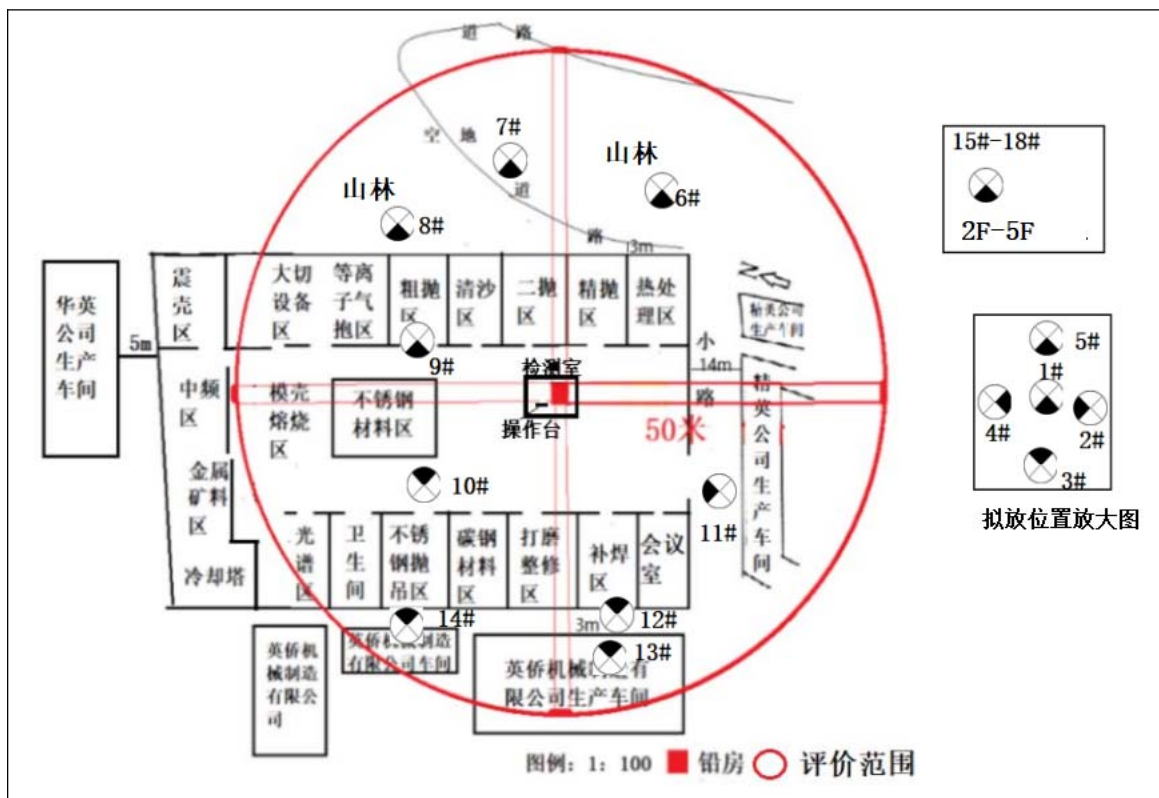 道 路
7#
空 地
山林
15#-18#
山林
道
6#
8#
2F-5F
路
3m
N
震壳区
大切设备区
等离子气抱区
粗抛区
清沙区
二抛区
精抛区
热处理区
精英公司
生产车间
华英公司生产车间
5m
小
14m
路
9#
检测室
5#
1#
4#
2#
3#
中频区
模壳熔烧区
不锈钢
材料区
操作台
50米
精英公司生产车间
拟放位置放大图
金属矿料区
10#
11#
冷却塔
光谱区
卫生间
不锈钢抛吊区
碳钢材料区
打磨整修区
补焊区
会议室
14#
12#
3m
13#
英侨机械制造有限公司
英侨机械制造
有限公司车间
英侨机械制造有
限公司生产车间
图例：1：100 铅房 评价范围